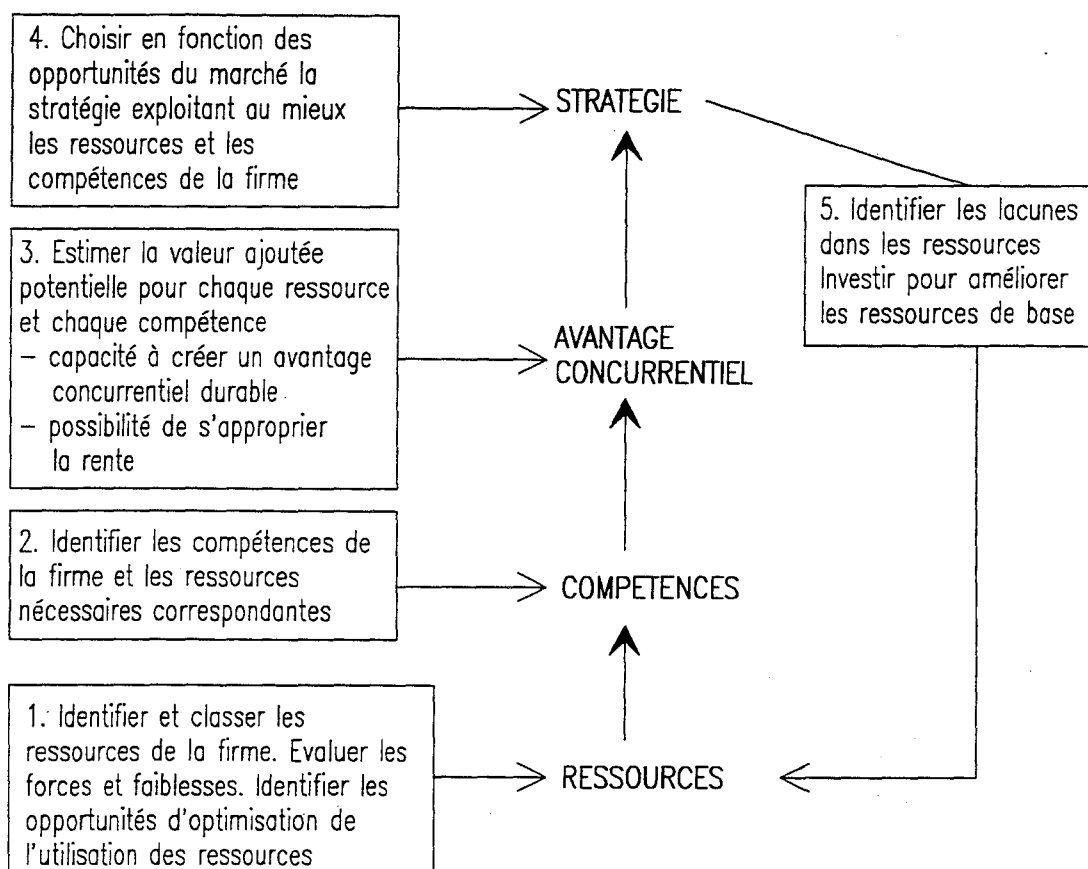 4. Choisir en fonction des
opportunités du marché la
stratégie exploitant au mieux
les ressources et les
compétences de la firme
STRATEGIE
5. Identifier les lacunes
dans les ressources
Investir pour améliorer
les ressources de base
3. Estimer la valeur ajoutée
potentielle pour chaque ressource
et chaque compétence
– capacité à créer un avantage
concurrentiel durable
– possibilité de s'approprier
la rente
AVANTAGE
CONCURRENTIEL
2. Identifier les compétences de
la firme et les ressources
nécessaires correspondantes
COMPETENCES
1. Identifier et classer les
ressources de la firme. Evaluer les
forces et faiblesses. Identifier les
opportunités d'optimisation de
l'utilisation des ressources
RESSOURCES